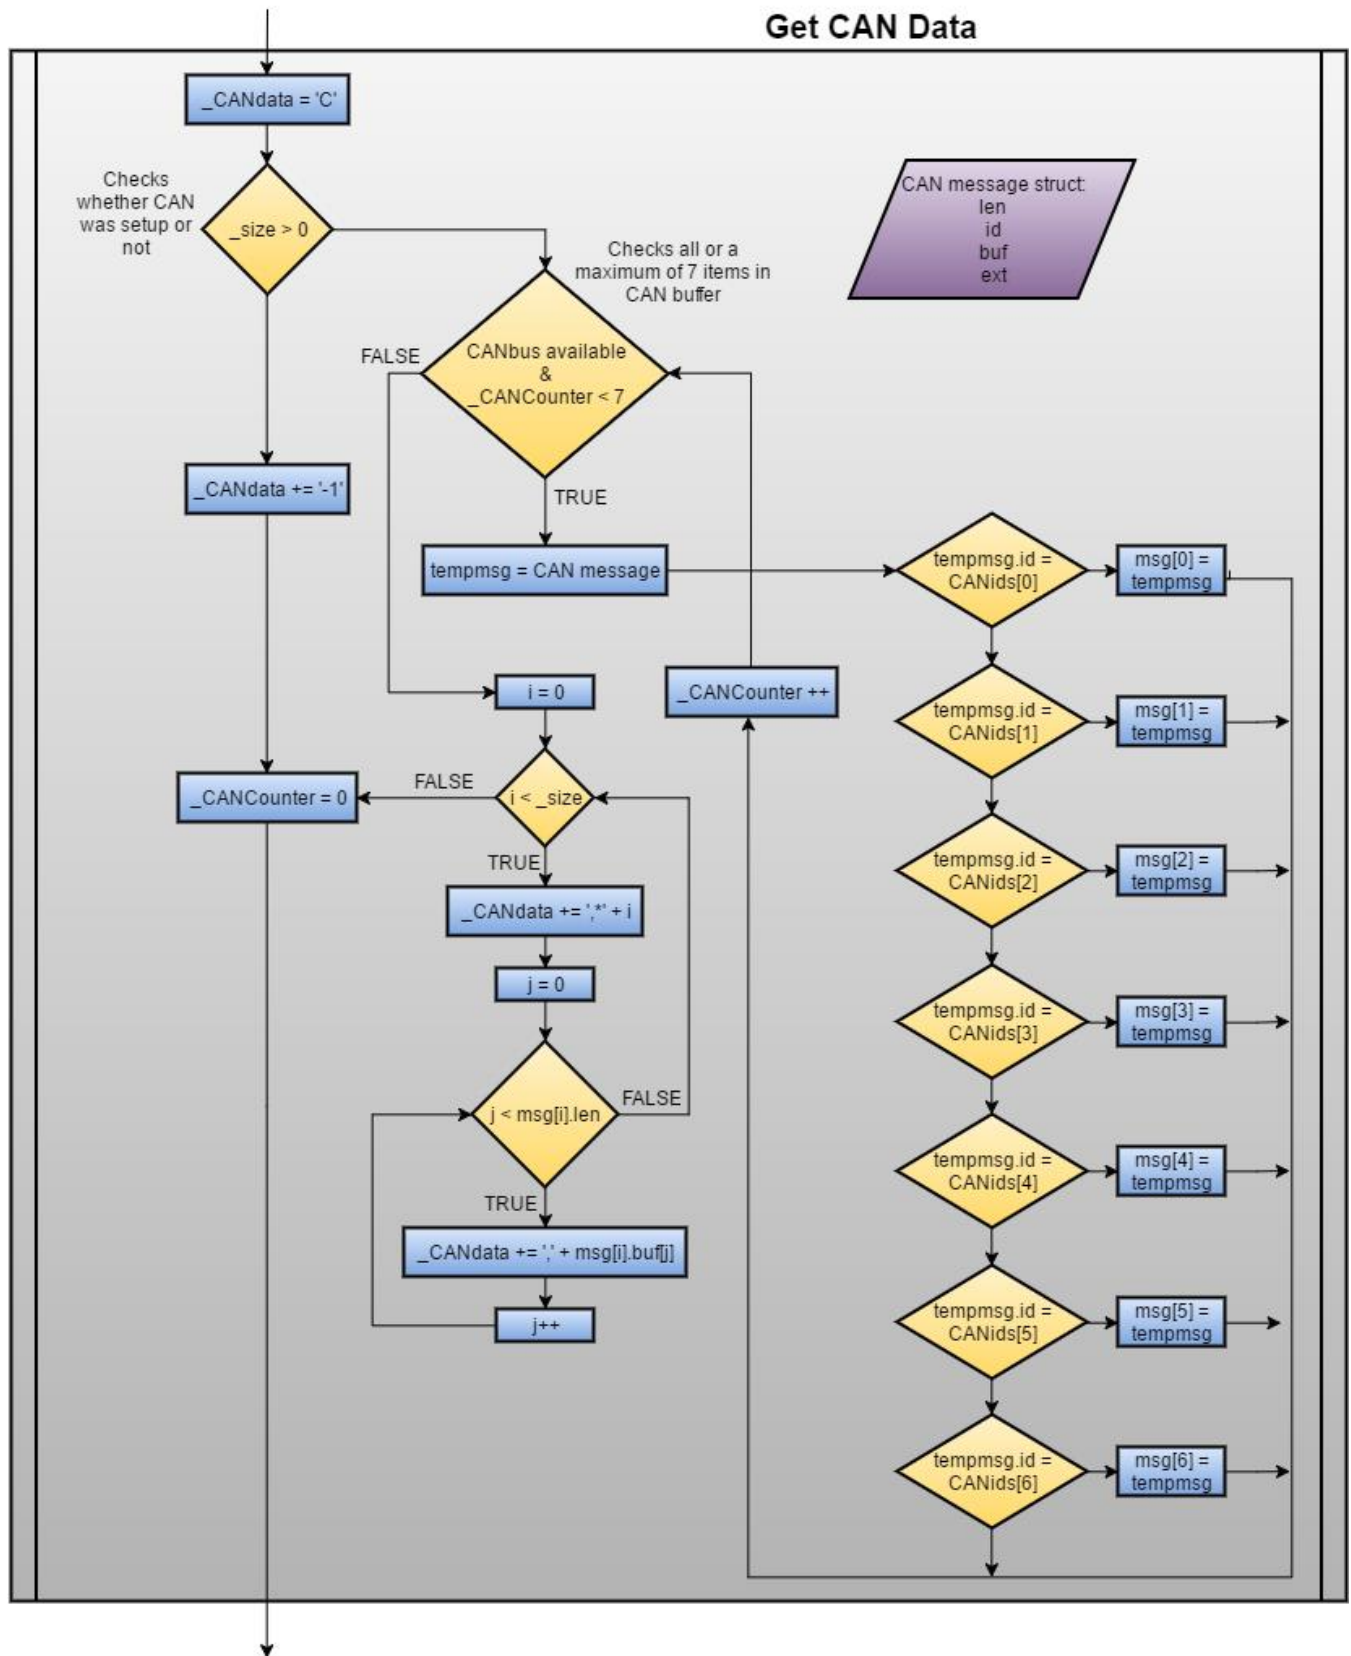 Get CAN Data
_CANdata = 'C'
Checks
whether CAN
was setup or
not
_size > 0
CAN message struct:
len
id
buf
ext
Checks all or a
maximum of 7 items in
CAN buffer
FALSE
CANbus available
&
_CANCounter < 7
TRUE
_CANdata += '-1'
tempmsg = CAN message
tempmsg.id =
CANids[0]
msg[0] =
tempmsg
i = 0
_CANCounter ++
tempmsg.id =
CANids[1]
msg[1] =
tempmsg
_CANCounter = 0
FALSE
i < _size
TRUE
tempmsg.id =
CANids[2]
msg[2] =
tempmsg
_CANdata += ',*' + i
j = 0
tempmsg.id =
CANids[3]
msg[3] =
tempmsg
j < msg[i].len
FALSE
TRUE
tempmsg.id =
CANids[4]
msg[4] =
tempmsg
_CANdata += ',' + msg[i].buf[j]
j++
tempmsg.id =
CANids[5]
msg[5] =
tempmsg
tempmsg.id =
CANids[6]
msg[6] =
tempmsg